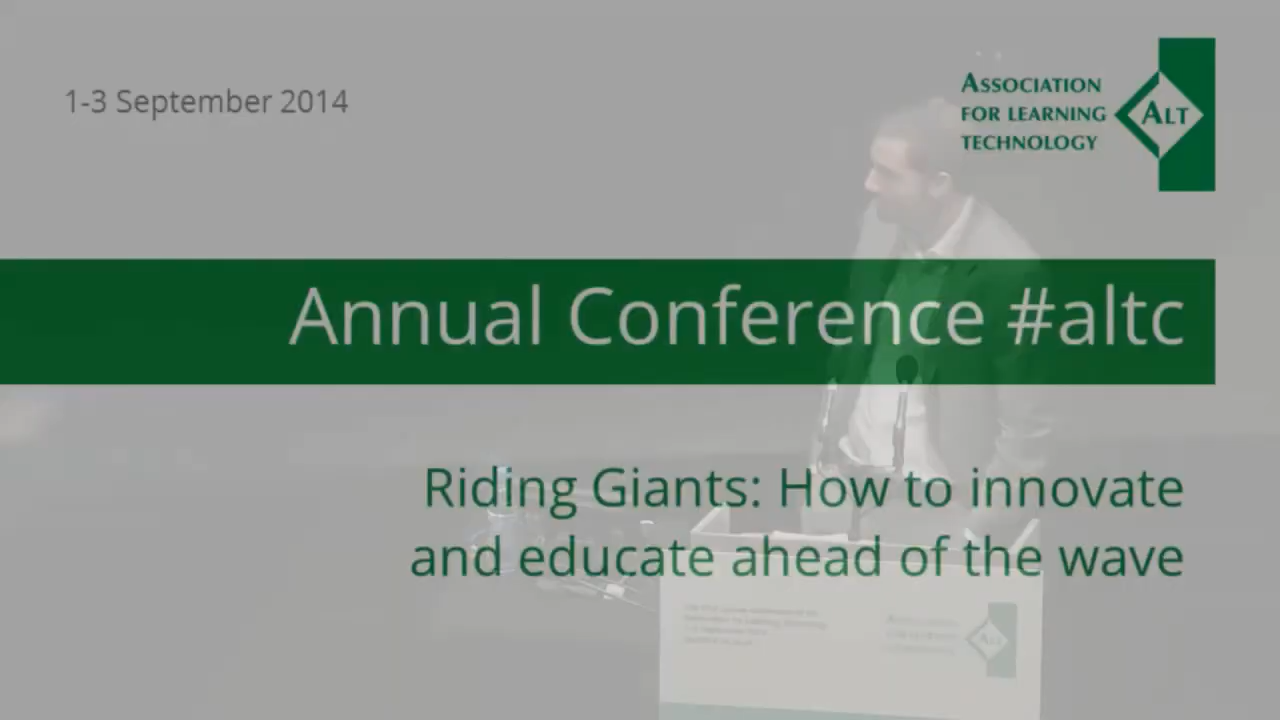 1-3 September 2014
ASSOCIATION
FOR LEARNING
TECHNOLOGY
ALT
Annual Conference #altc
Riding Giants: How to innovate
and educate ahead of the wave
ALT